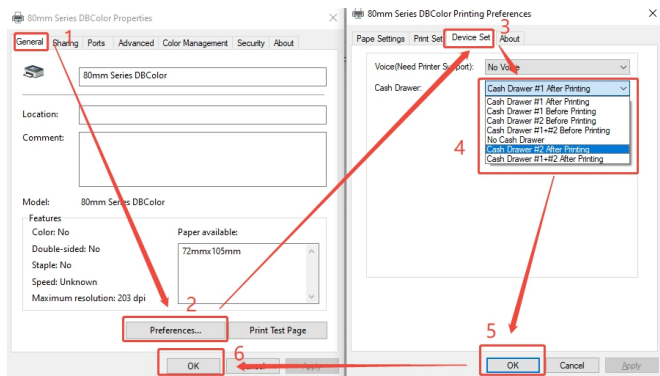 80mm Series DBColor Properties
1
General Sharing Ports Advanced Color Management Security About
80mm Series DBColor
Location:
Comment:
Model: 80mm Series DBColor
Features
Color: No
Paper available:
Double-sided: No
72mmx105mm
Staple: No
Speed: Unknown
Maximum resolution: 203 dpi
2
Preferences...
Print Test Page
6
OK
Cancel
Apply
80mm Series DBColor Printing Preferences
3
Pape Settings Print Set Device Set About
Voice(Need Printer Support): No Voice
Cash Drawer: Cash Drawer #1 After Printing
Cash Drawer #1 After Printing
Cash Drawer #1 Before Printing
Cash Drawer #2 Before Printing
Cash Drawer #1+#2 Before Printing
No Cash Drawer
Cash Drawer #2 After Printing
Cash Drawer #1+#2 After Printing
4
5
OK
Cancel
Apply